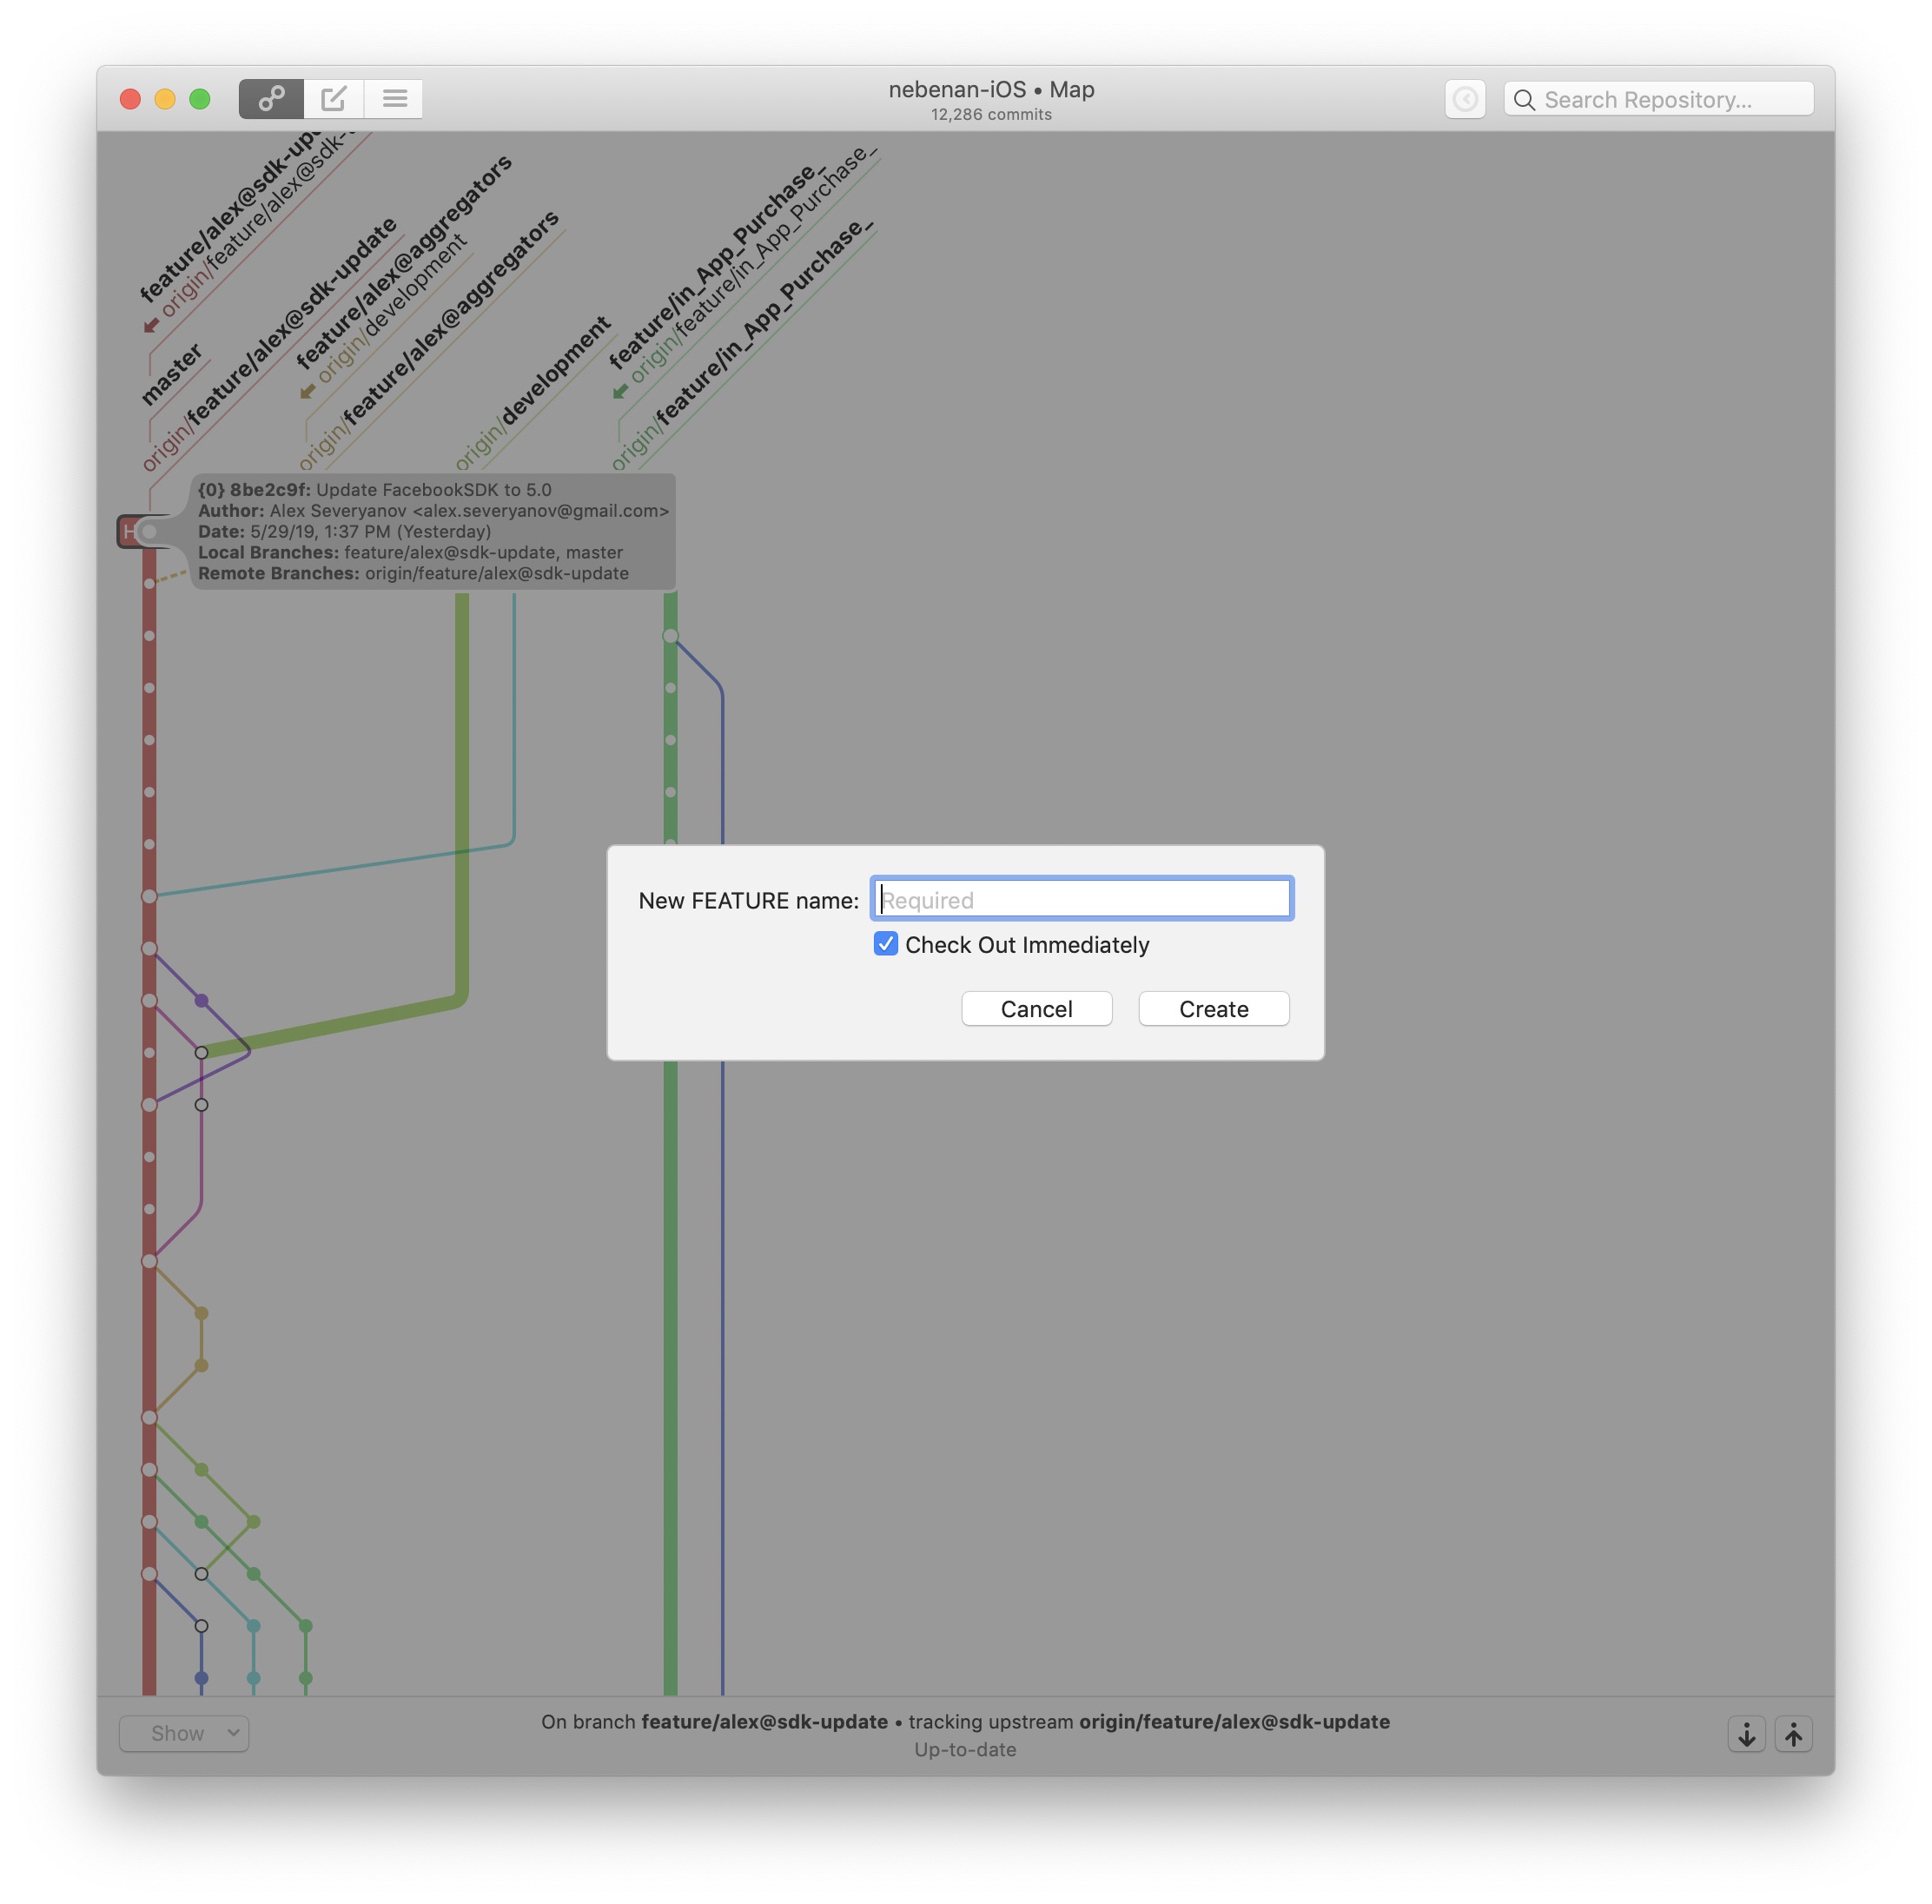 nebenan-iOS • Map
12,286 commits
Search Repository...
feature/alex@sdk-up
origin/feature/alex@sdk-
master
origin/feature/alex@sdk-update
feature/alex@aggregators
origin/development
origin/feature/alex@aggregators
origin/development
feature/in_App_Purchase_
origin/feature/in_App_Purchase_
origin/feature/in_App_Purchase_
H
{0} 8be2c9f: Update FacebookSDK to 5.0
Author: Alex Severyanov <alex.severyanov@gmail.com>
Date: 5/29/19, 1:37 PM (Yesterday)
Local Branches: feature/alex@sdk-update, master
Remote Branches: origin/feature/alex@sdk-update
New FEATURE name: Required
Check Out Immediately
Cancel Create
Show
On branch feature/alex@sdk-update • tracking upstream origin/feature/alex@sdk-update
Up-to-date